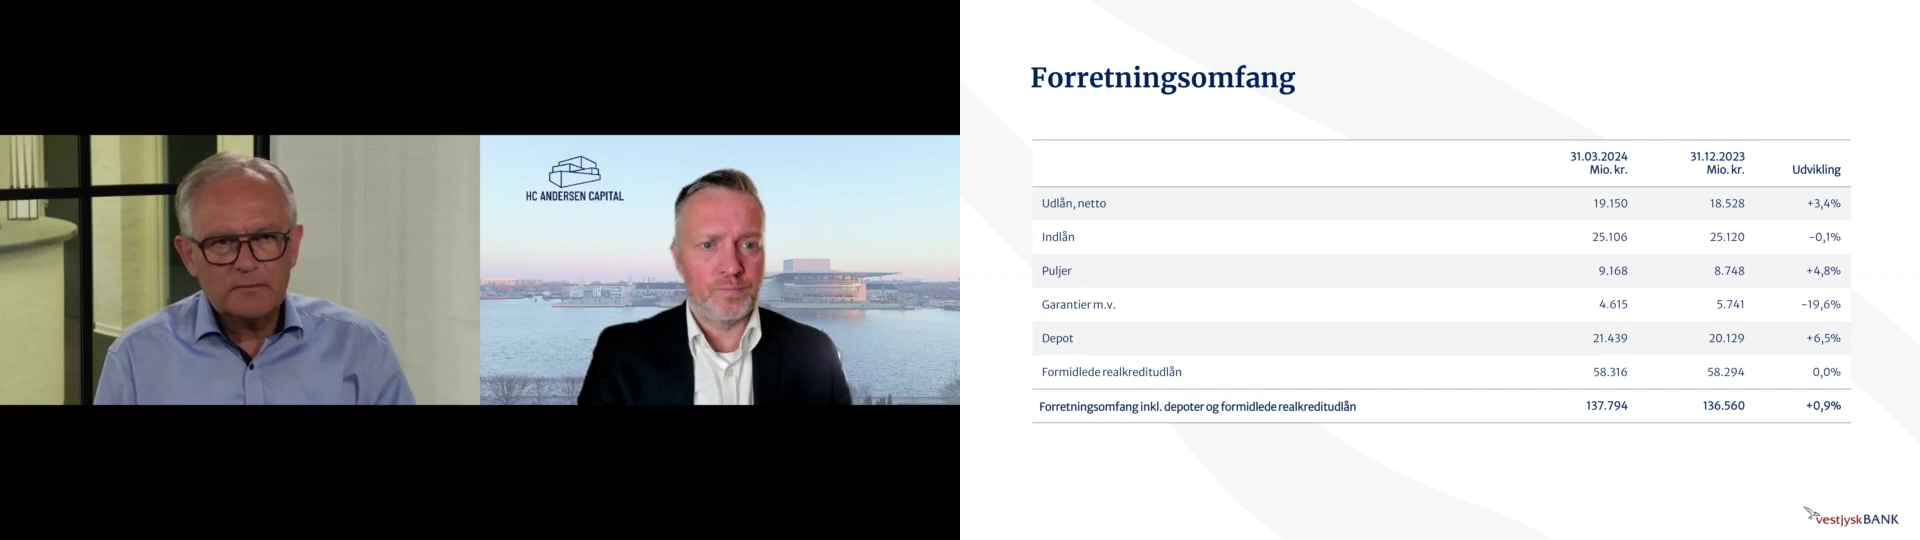 HC ANDERSEN CAPITAL
Forretningsomfang
31.03.2024 31.12.2023
Mio. kr. Mio. kr. Udvikling
Udlån, netto 19.150 18.528 +3,4%
Indlån 25.106 25.120 -0,1%
Puljer 9.168 8.748 +4,8%
Garantier m.v. 4.615 5.741 -19,6%
Depot 21.439 20.129 +6,5%
Formidlede realkreditudlån 58.316 58.294 0,0%
Forretningsomfang inkl. depoter og formidlede realkreditudlån 137.794 136.560 +0,9%
vestjyskBANK